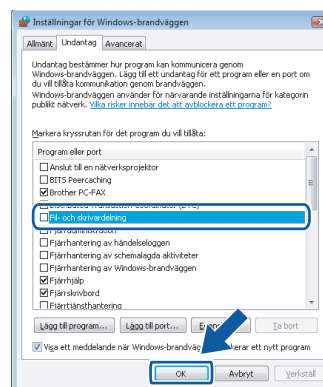 Inställningar för Windows-brandväggen
Allmänt Undantag Avancerat
Undantag bestämmer hur program kan kommunicera genom
Windows-brandväggen. Lägg till ett undantag för ett program eller en port om
du vill tillåta kommunikation genom brandväggen.
Windows-brandväggen använder för närvarande inställningarna för kategorin
publikt nätverk. Vilka risker innebär det att avblockera ett program?
Markera kryssrutan för det program du vill tillåta:
Program eller port
Anslut till en nätverksprojektor
BITS Peercaching
Brother PC-FAX
Fil- och skrivardelning
Fjärradministration
Fjärrhantering av händelseloggen
Fjärrhantering av schemalagda aktiviteter
Fjärrhantering av Windows-brandväggen
Fjärrhjälp
Fjärrskrivbord
Fjärrtjänsthantering
Lägg till program... Lägg till port... Ta bort
Visa ett meddelande när Windows-brandväg ett nytt program
OK Avbryt Verkställ